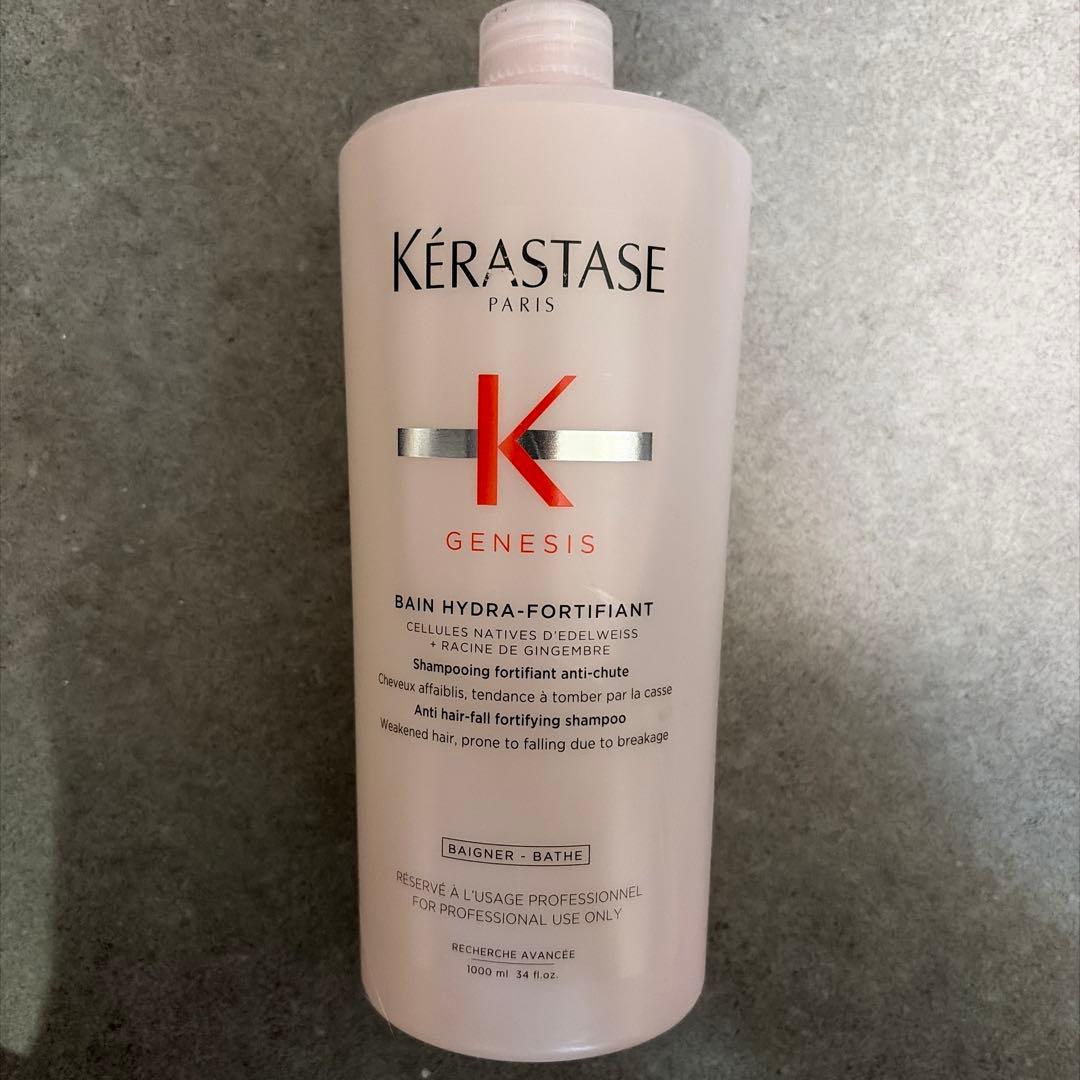 KÉRASTASE
PARIS
K
GENESIS
BAIN HYDRA-FORTIFIANT
CELLULES NATIVES D'EDELWEISS
+ RACINE DE GINGEMBRE
Shampooing fortifiant anti-chute
Cheveux affaiblis, tendance à tomber par la casse
Anti hair-fall fortifying shampoo
Weakened hair, prone to falling due to breakage
BAIGNER - BATHE
RÉSERVÉ À L'USAGE PROFESSIONNEL
FOR PROFESSIONAL USE ONLY
RECHERCHE AVANCÉE
1000 ml 34 fl.oz.